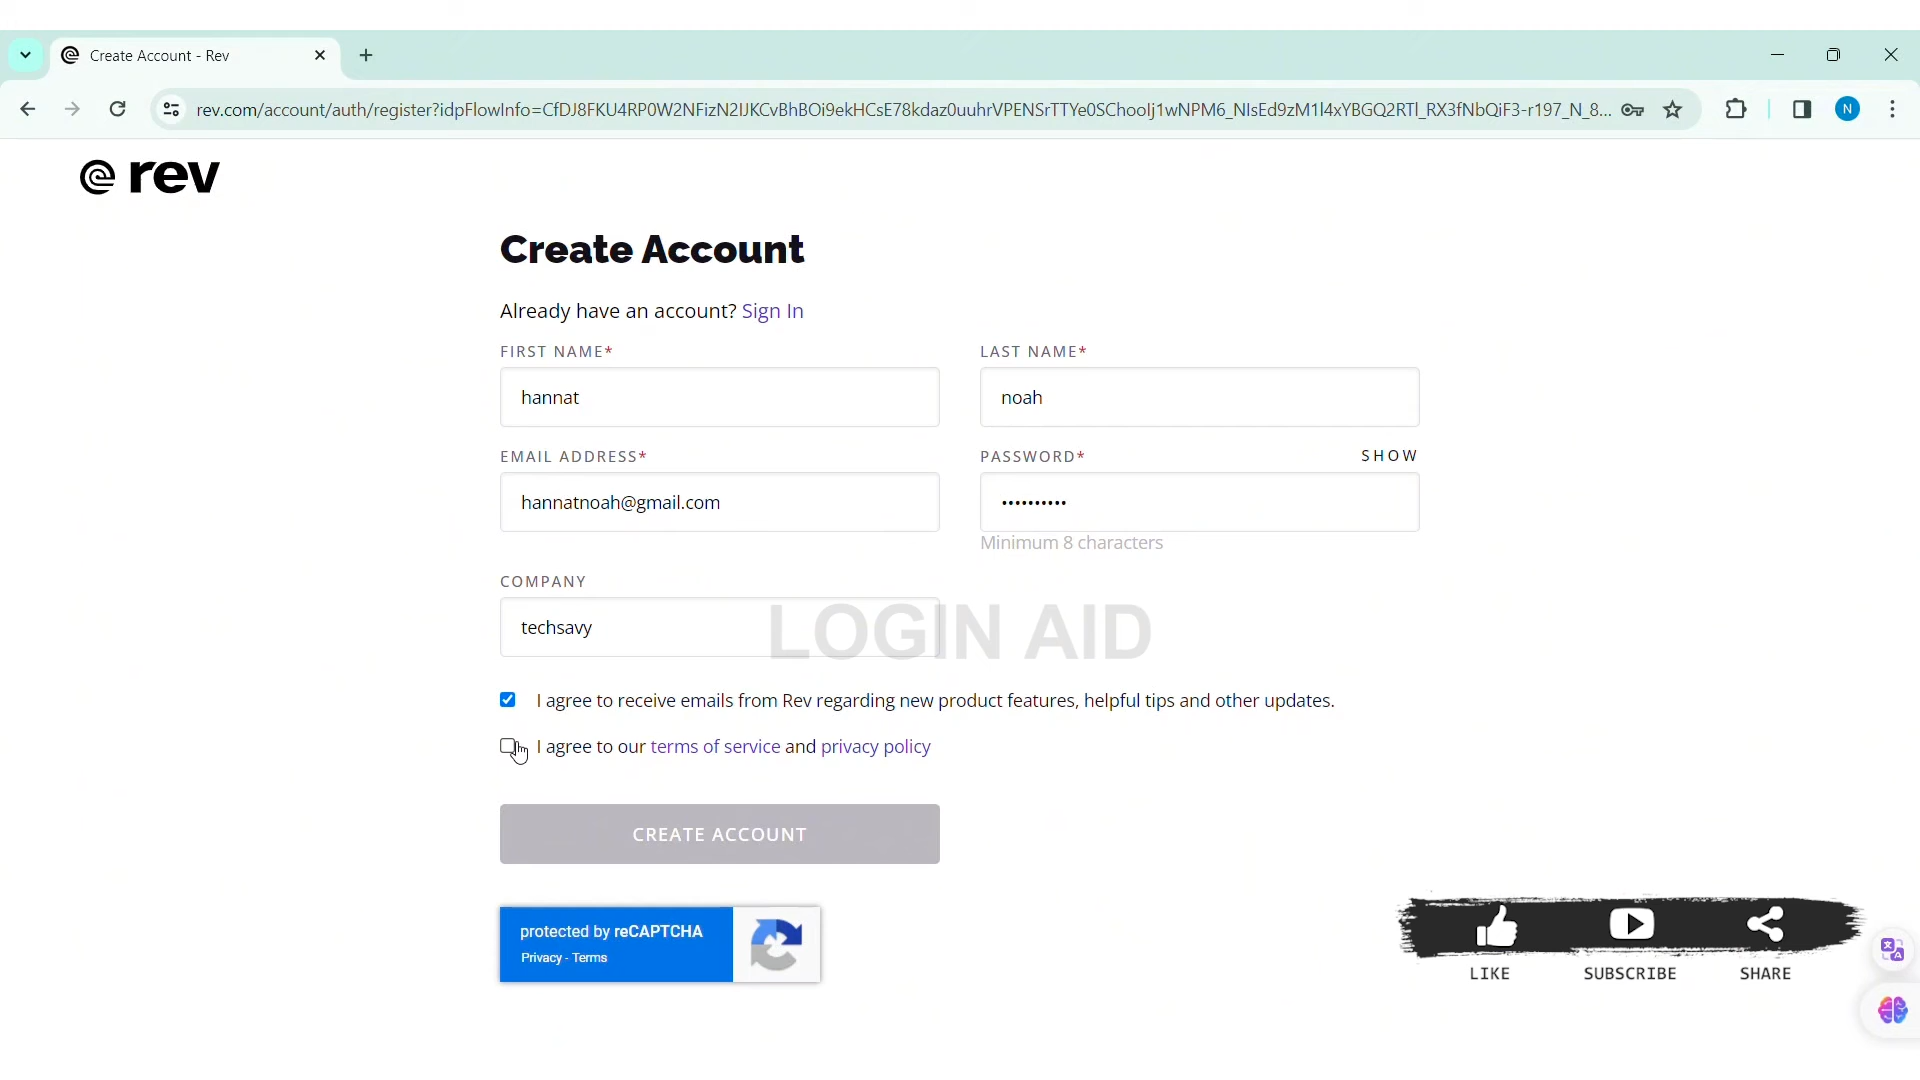 Create Account - Rev
rev.com/account/auth/register?idpFlowInfo=CfDJ8FKU4RP0W2NFizN2IJKCvBhBOi9ekHCsE78kdaz0uuhrVPENSrTTYe0SChoolj1wNPM6_NIsEd9zM1l4xYBGQ2RTl_RX3fNbQiF3-r197_N_8...
N
rev
Create Account
Already have an account? Sign In
FIRST NAME*
LAST NAME*
hannat
noah
EMAIL ADDRESS*
PASSWORD*
SHOW
hannatnoah@gmail.com
••••••••••
Minimum 8 characters
COMPANY
techsavy
LOGIN AID
I agree to receive emails from Rev regarding new product features, helpful tips and other updates.
I agree to our terms of service and privacy policy
CREATE ACCOUNT
protected by reCAPTCHA
Privacy - Terms
LIKE
SUBSCRIBE
SHARE